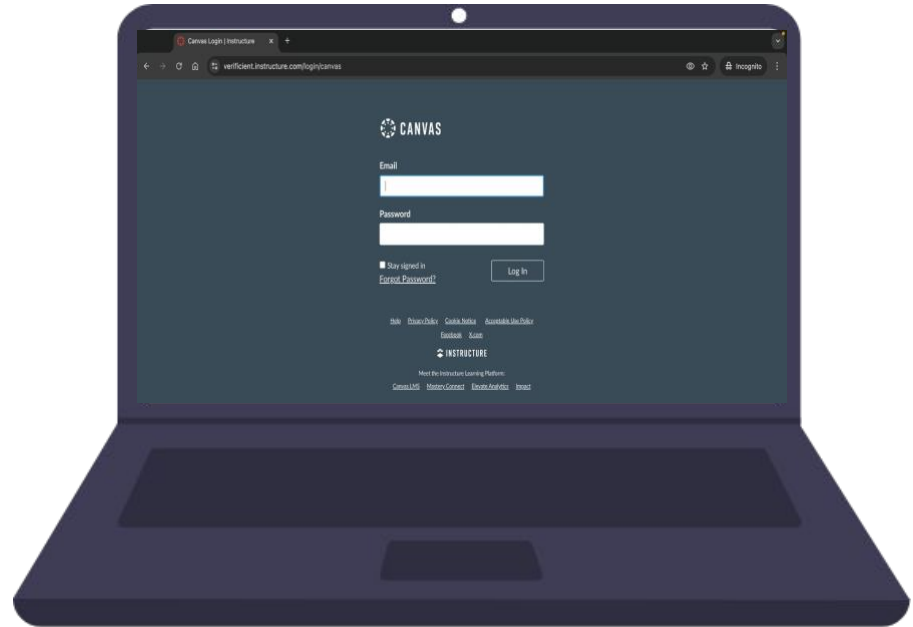 Canvas Login | Instructure x +
verificient.instructure.com/login/canvas Incognito
CANVAS
Email
Password
Stay signed in
Forgot Password? Log In
Help Privacy Policy Cookie Notice Acceptable Use Policy
Facebook X.com
INSTRUCTURE
Meet the Instructure Learning Platform:
Canvas LMS Mastery Connect Elevate Analytics Impact